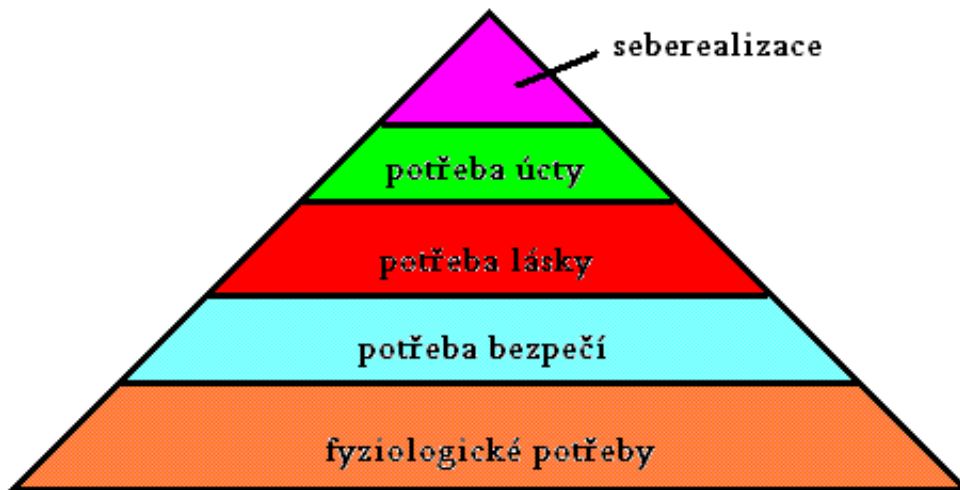 seberealizace
potřeba úcty
potřeba lásky
potřeba bezpečí
fyziologické potřeby